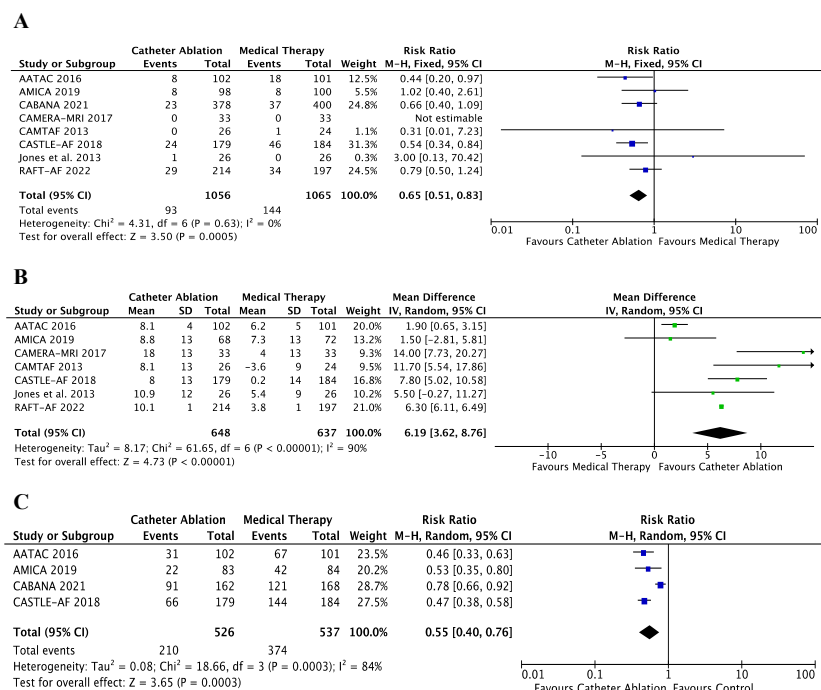 A
Catheter Ablation Medical Therapy Risk Ratio Risk Ratio
Study or Subgroup Events Total Events Total Weight M-H, Fixed, 95% CI M-H, Fixed, 95% CI
AATAC 2016 8 102 18 101 12.5% 0.44 [0.20, 0.97]
AMICA 2019 8 98 8 100 5.5% 1.02 [0.40, 2.61]
CABANA 2021 23 378 37 400 24.8% 0.66 [0.40, 1.09]
CAMERA-MRI 2017 0 33 0 33 Not estimable
CAMTAF 2013 0 26 1 24 1.1% 0.31 [0.01, 7.23]
CASTLE-AF 2018 24 179 46 184 31.3% 0.54 [0.34, 0.84]
Jones et al. 2013 1 26 0 26 0.3% 3.00 [0.13, 70.42]
RAFT-AF 2022 29 214 34 197 24.4% 0.79 [0.50, 1.24]
Total (95% CI) 1056 1065 100.0% 0.65 [0.51, 0.83]
Total events 93 144
Heterogeneity: Chi² = 4.31, df = 6 (P = 0.63); I² = 0%
Test for overall effect: Z = 3.50 (P = 0.0005)
0.01 0.1 1 10 100
Favours Catheter Ablation Favours Medical Therapy
B
Catheter Ablation Medical Therapy Mean Difference Mean Difference
Study or Subgroup Mean SD Total Mean SD Total Weight IV, Random, 95% CI IV, Random, 95% CI
AATAC 2016 8.1 4 102 6.2 5 101 20.0% 1.90 [0.65, 3.15]
AMICA 2019 8.8 13 68 7.3 13 72 13.2% 1.50 [−2.81, 5.81]
CAMERA-MRI 2017 18 13 33 4 13 33 9.3% 14.00 [7.73, 20.27]
CAMTAF 2013 8.1 13 26 −3.6 9 24 9.5% 11.70 [5.54, 17.86]
CASTLE-AF 2018 8 13 179 0.2 14 184 16.8% 7.80 [5.02, 10.58]
Jones et al. 2013 10.9 12 26 5.4 9 26 10.2% 5.50 [−0.27, 11.27]
RAFT-AF 2022 10.1 1 214 3.8 1 197 21.0% 6.30 [6.11, 6.49]
Total (95% CI) 648 637 100.0% 6.19 [3.62, 8.76]
Heterogeneity: Tau² = 8.17; Chi² = 61.65, df = 6 (P < 0.00001); I² = 90%
Test for overall effect: Z = 4.73 (P < 0.00001)
−10 −5 0 5 10
Favours Medical Therapy Favours Catheter Ablation
C
Catheter Ablation Medical Therapy Risk Ratio Risk Ratio
Study or Subgroup Events Total Events Total Weight M-H, Random, 95% CI M-H, Random, 95% CI
AATAC 2016 31 102 67 101 23.5% 0.46 [0.33, 0.63]
AMICA 2019 22 83 42 84 20.2% 0.53 [0.35, 0.80]
CABANA 2021 91 162 121 168 28.7% 0.78 [0.66, 0.92]
CASTLE-AF 2018 66 179 144 184 27.5% 0.47 [0.38, 0.58]
Total (95% CI) 526 537 100.0% 0.55 [0.40, 0.76]
Total events 210 374
Heterogeneity: Tau² = 0.08; Chi² = 18.66, df = 3 (P = 0.0003); I² = 84%
Test for overall effect: Z = 3.65 (P = 0.0003)
0.01 0.1 1 10 100
Favours Catheter Ablation Favours Control